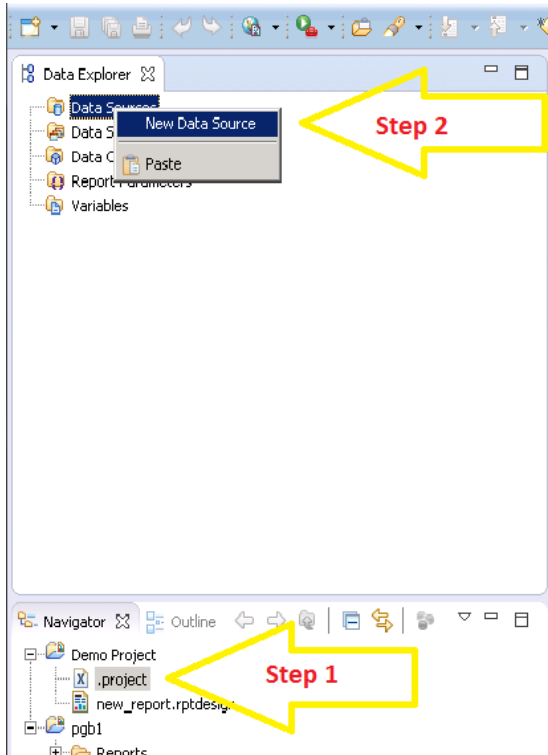 Data Explorer
Data Sources
New Data Source
Step 2
Data S
Data C
Paste
Report Parameters
Variables
Navigator
Outline
Demo Project
.project
Step 1
new_report.rptdesign
pgb1
Reports